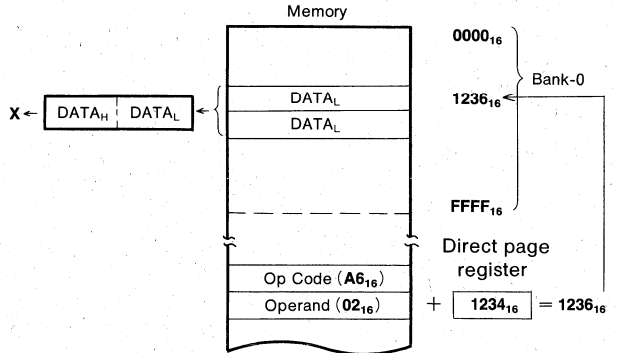 Memory
0000₁₆
Bank-0
DATA_L
1236₁₆
X ← DATA_H DATA_L ←
DATA_L
FFFF₁₆
Direct page
register
Op Code (A6₁₆)
Operand (02₁₆) + 1234₁₆ = 1236₁₆